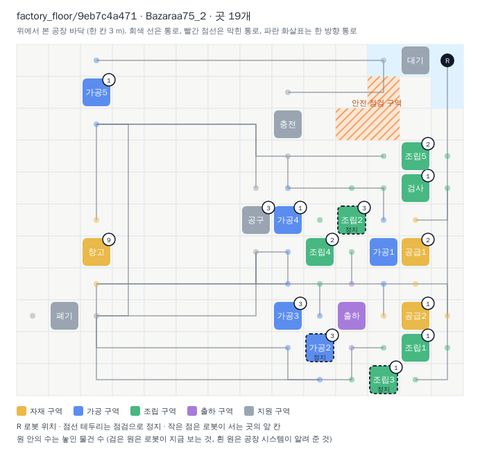 factory_floor/9eb7c4a471 · Bazaraa75_2 · 곳 19개
위에서 본 공장 바닥 (한 칸 3 m). 회색 선은 통로, 빨간 점선은 막힌 통로, 파란 화살표는 한 방향 통로
대기 R
1
가공5
안전 점검 구역
충전
2
조립5
1
검사
3 1 3
공구 가공4 조립2
정지
9 2 2
창고 조립4 가공1 공급1
3 2
폐기 가공3 출하 공급2
3 1
가공2 조립1
정지
1
조립3
정지
자재 구역 가공 구역 조립 구역 출하 구역 지원 구역
R 로봇 위치 · 점선 테두리는 점검으로 정지 · 작은 점은 로봇이 서는 곳의 앞 칸
원 안의 수는 놓인 물건 수 (검은 원은 로봇이 지금 보는 것, 흰 원은 공장 시스템이 알려 준 것)